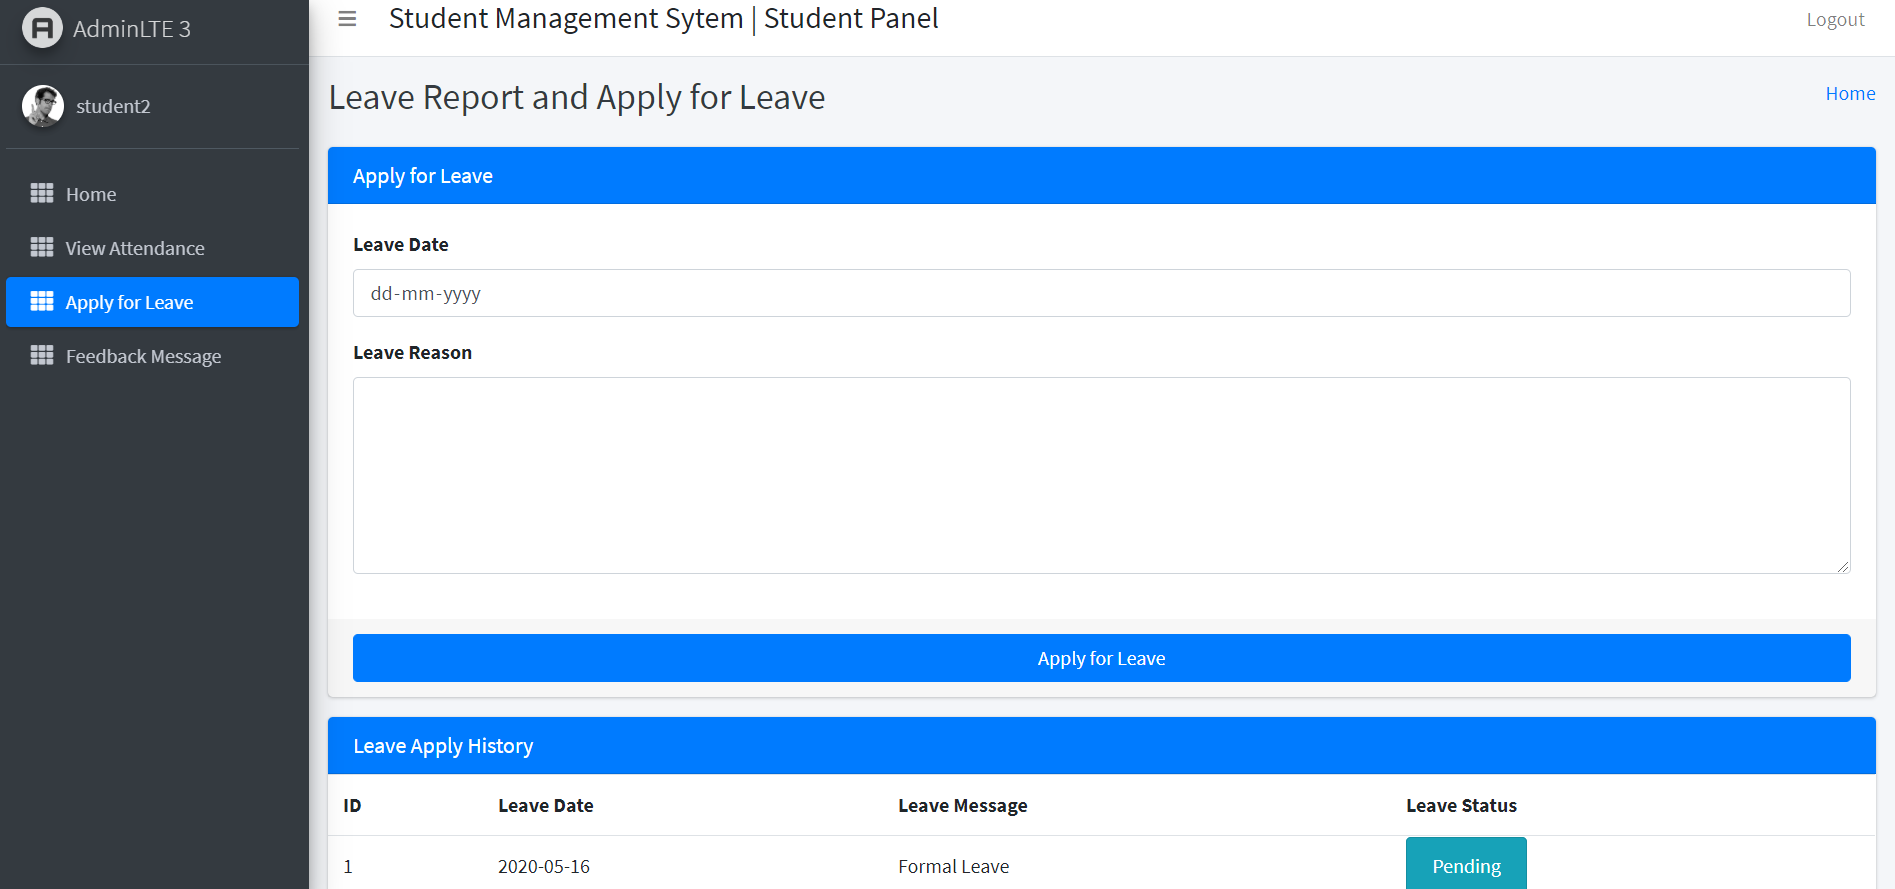 AdminLTE 3
student2
Home
View Attendance
Apply for Leave
Feedback Message
Student Management Sytem | Student Panel
Logout
Leave Report and Apply for Leave
Home
Apply for Leave
Leave Date
dd-mm-yyyy
Leave Reason
Apply for Leave
Leave Apply History
ID Leave Date Leave Message Leave Status
1 2020-05-16 Formal Leave Pending